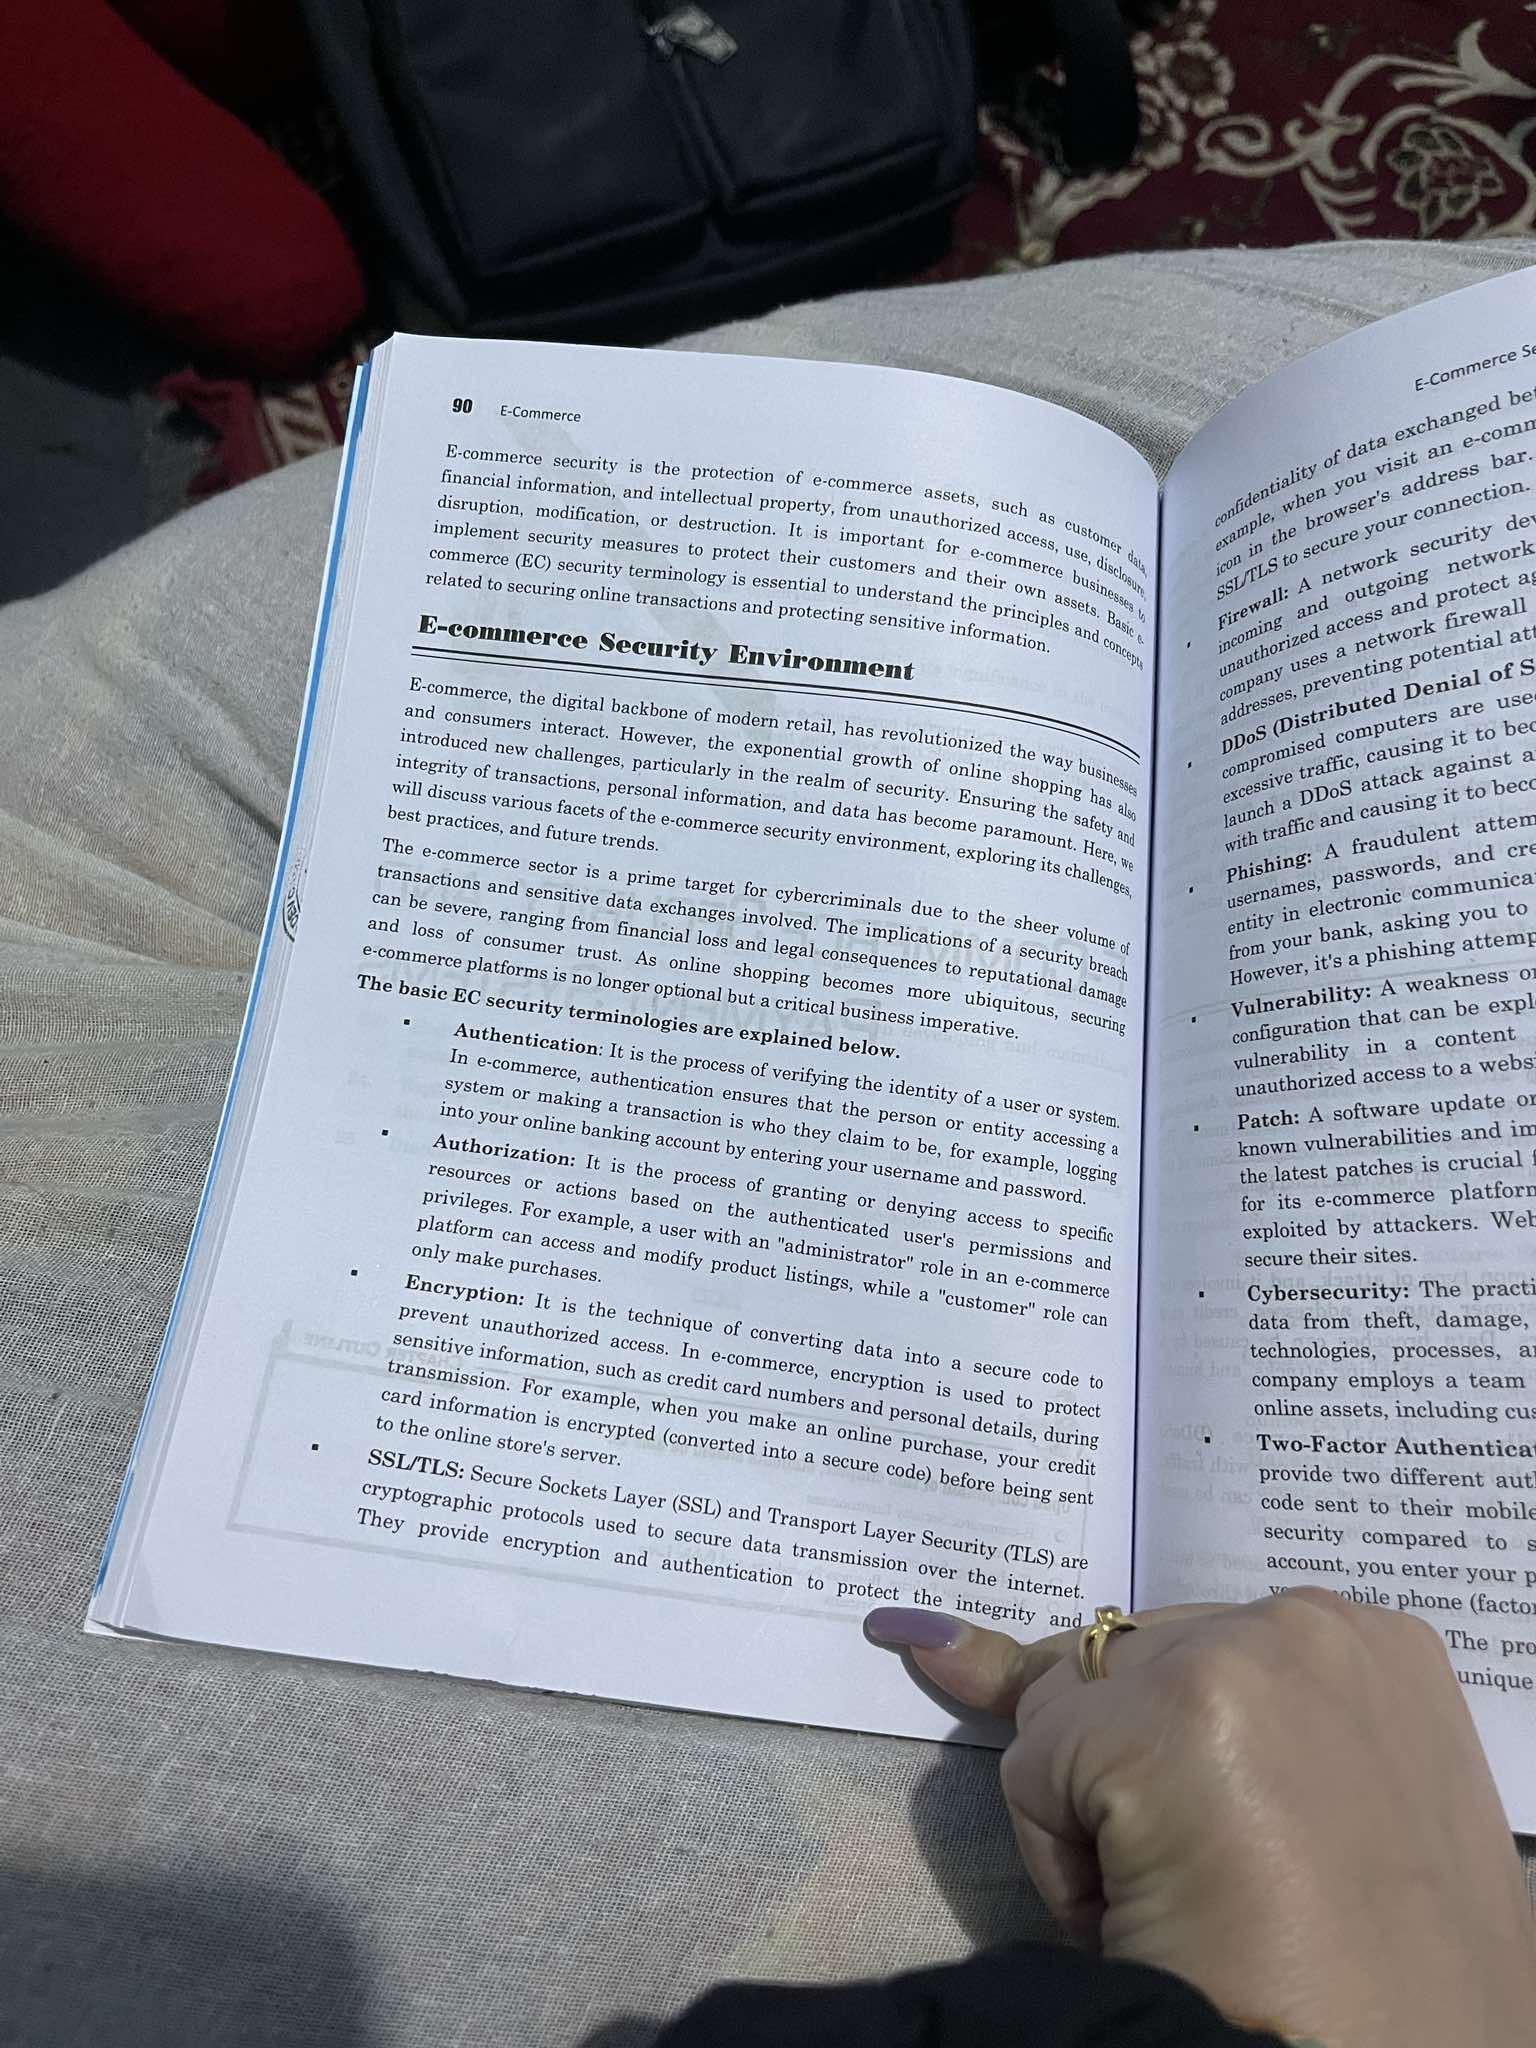 90 E-Commerce
E-commerce security is the protection of e-commerce assets, such as customer data,
financial information, and intellectual property, from unauthorized access, use, disclosure,
disruption, modification, or destruction. It is important for e-commerce businesses to
implement security measures to protect their customers and their own assets. Basic e-
commerce (EC) security terminology is essential to understand the principles and concepts
related to securing online transactions and protecting sensitive information.
E-commerce Security Environment
E-commerce, the digital backbone of modern retail, has revolutionized the way businesses
and consumers interact. However, the exponential growth of online shopping has also
introduced new challenges, particularly in the realm of security. Ensuring the safety and
integrity of transactions, personal information, and data has become paramount. Here, we
will discuss various facets of the e-commerce security environment, exploring its challenges,
best practices, and future trends.
The e-commerce sector is a prime target for cybercriminals due to the sheer volume of
transactions and sensitive data exchanges involved. The implications of a security breach
can be severe, ranging from financial loss and legal consequences to reputational damage
and loss of consumer trust. As online shopping becomes more ubiquitous, securing
e-commerce platforms is no longer optional but a critical business imperative.
The basic EC security terminologies are explained below.
▪ Authentication: It is the process of verifying the identity of a user or system.
In e-commerce, authentication ensures that the person or entity accessing a
system or making a transaction is who they claim to be, for example, logging
into your online banking account by entering your username and password.
▪ Authorization: It is the process of granting or denying access to specific
resources or actions based on the authenticated user's permissions and
privileges. For example, a user with an "administrator" role in an e-commerce
platform can access and modify product listings, while a "customer" role can
only make purchases.
▪ Encryption: It is the technique of converting data into a secure code to
prevent unauthorized access. In e-commerce, encryption is used to protect
sensitive information, such as credit card numbers and personal details, during
transmission. For example, when you make an online purchase, your credit
card information is encrypted (converted into a secure code) before being sent
to the online store's server.
▪ SSL/TLS: Secure Sockets Layer (SSL) and Transport Layer Security (TLS) are
cryptographic protocols used to secure data transmission over the internet.
They provide encryption and authentication to protect the integrity and
E-Commerce
confidentiality of data exchanged
example, when you visit an
icon in the browser's address bar.
SSL/TLS to secure your connection.
▪ Firewall: A network security
incoming and outgoing network
unauthorized access and protect
company uses a network firewall
addresses, preventing potential
▪ DDoS (Distributed Denial of
compromised computers are
excessive traffic, causing it to
launch a DDoS attack against a
with traffic and causing it to
▪ Phishing: A fraudulent
usernames, passwords, and
entity in electronic
from your bank, asking you to
However, it's a phishing
▪ Vulnerability: A weakness
configuration that can be
vulnerability in a content
unauthorized access to a
▪ Patch: A software update or
known vulnerabilities and
the latest patches is crucial
for its e-commerce
exploited by attackers.
secure their sites.
▪ Cybersecurity: The
data from theft, damage,
technologies, processes,
company employs a team
online assets, including
▪ Two-Factor
provide two different
code sent to their
security compared to
account, you enter your
mobile phone
The
unique